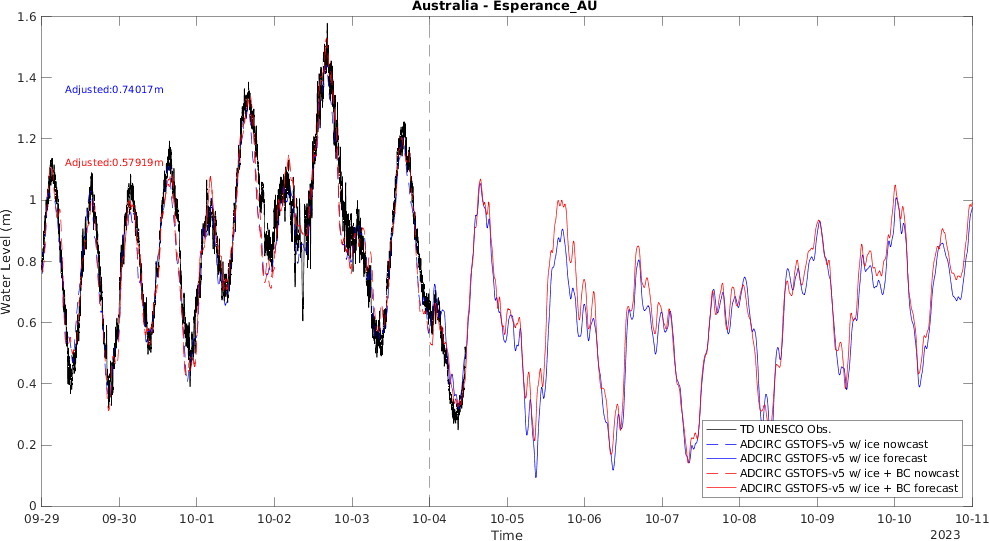 Australia - Esperance_AU
1.6
1.4
1.2
1
0.8
0.6
0.4
0.2
0
Water Level (m)
Adjusted:0.74017m
Adjusted:0.57919m
TD UNESCO Obs.
ADCIRC GSTOFS-v5 w/ ice nowcast
ADCIRC GSTOFS-v5 w/ ice forecast
ADCIRC GSTOFS-v5 w/ ice + BC nowcast
ADCIRC GSTOFS-v5 w/ ice + BC forecast
09-29 09-30 10-01 10-02 10-03 10-04 10-05 10-06 10-07 10-08 10-09 10-10 10-11
Time
2023